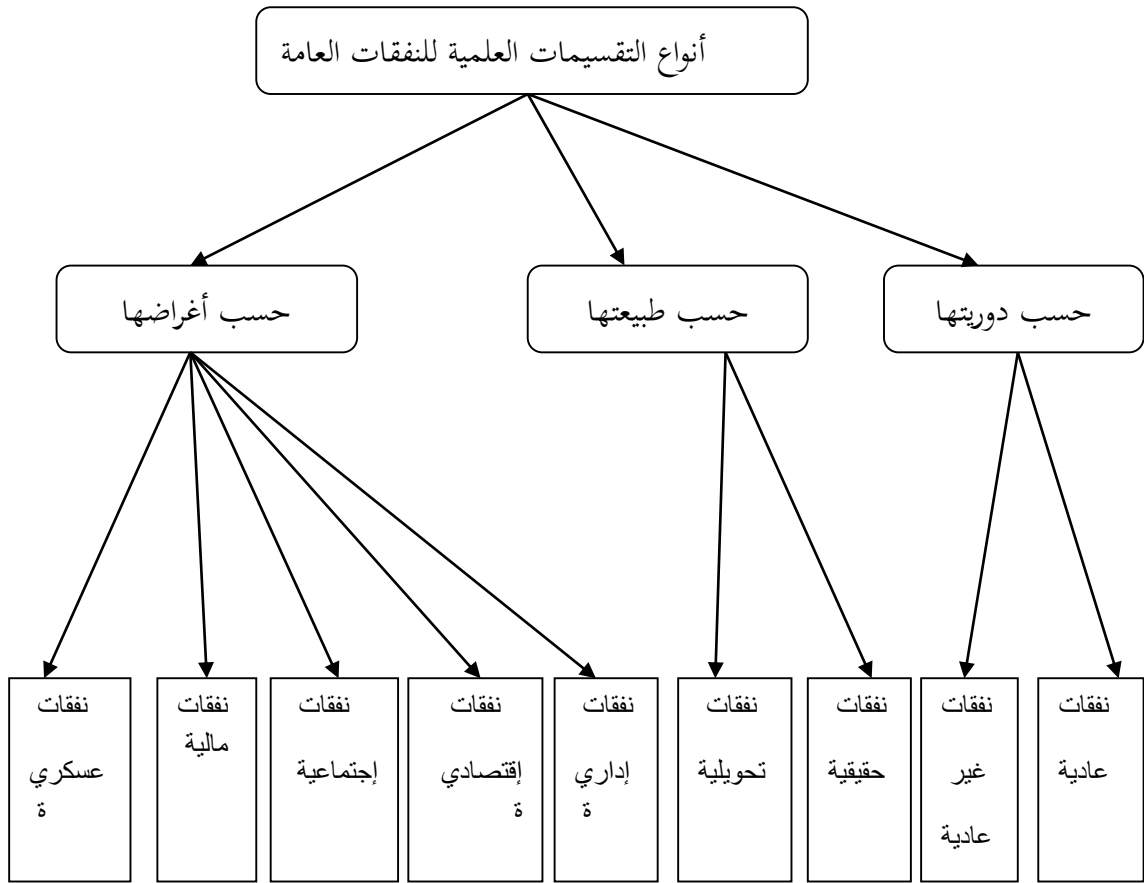 أنواع التقسيمات العلمية للنفقات العامة
حسب دوريتها
حسب طبيعتها
حسب أغراضها
نفقات
عادية
نفقات
غير
عادية
نفقات
حقيقية
نفقات
تحويلية
نفقات
إداري
ة
نفقات
إقتصادي
ة
نفقات
إجتماعية
نفقات
مالية
نفقات
عسكري
ة